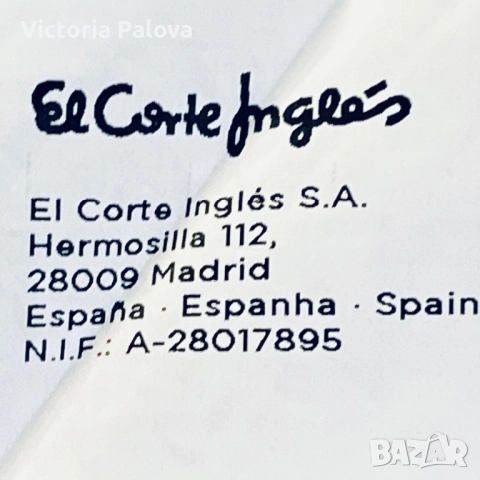 Victoria Palova
El Corte Inglés
El Corte Inglés S.A.
Hermosilla 112,
28009 Madrid
España · Espanha · Spain
N.I.F.: A-28017895
BAZAR